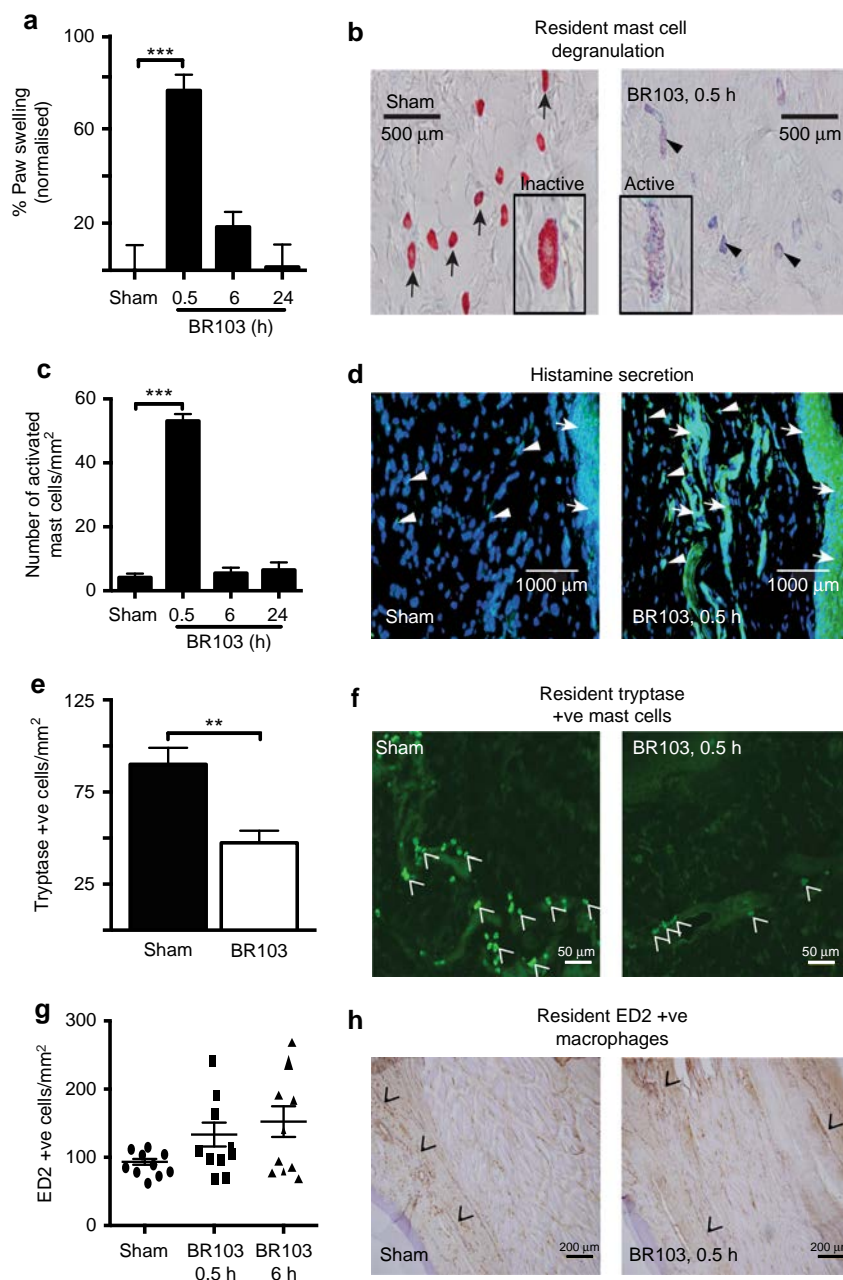 a
% Paw swelling
(normalised)
100
60
20
***
Sham
0.5
6
24
BR103 (h)
b
Resident mast cell
degranulation
Sham
500 µm
Inactive
BR103, 0.5 h
500 µm
Active
c
Number of activated
mast cells/mm²
60
40
20
0
***
Sham
0.5
6
24
BR103 (h)
d
Histamine secretion
1000 µm
Sham
1000 µm
BR103, 0.5 h
e
Tryptase +ve cells/mm²
125
75
25
**
Sham
BR103
f
Resident tryptase
+ve mast cells
Sham
50 µm
BR103, 0.5 h
50 µm
g
ED2 +ve cells/mm²
300
200
100
0
Sham
BR103
0.5 h
BR103
6 h
h
Resident ED2 +ve
macrophages
Sham
200 µm
BR103, 0.5 h
200 µm